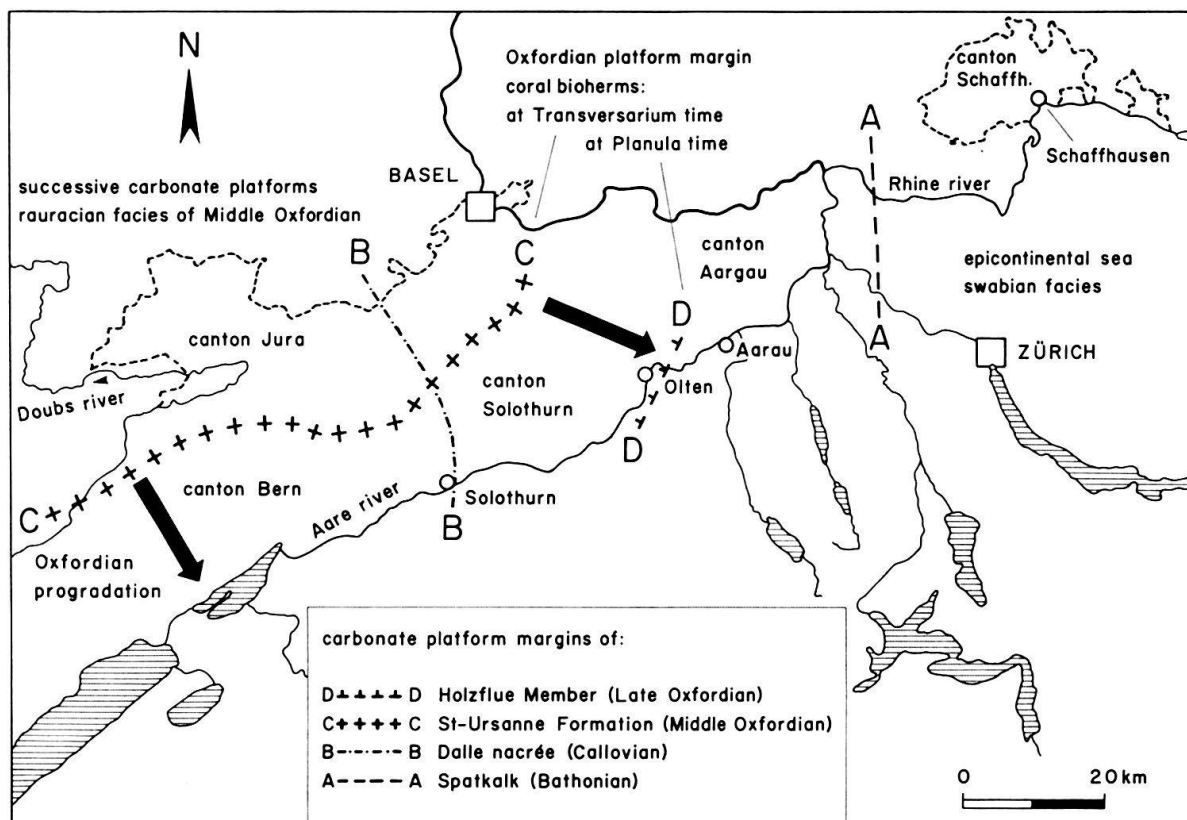 N
Oxfordian platform margin
coral bioherms:
at Transversarium time
at Planula time
canton
Schaffh.
Schaffhausen
A
Rhine river
BASEL
successive carbonate platforms
rauracian facies of Middle Oxfordian
B
C
canton
Aargau
epicontinental sea
swabian facies
D
canton Jura
Aarau
A
ZÜRICH
Doubs river
canton
Solothurn
Olten
D
canton Bern
C
Aare river
Solothurn
B
Oxfordian
progradation
carbonate platform margins of:
D D Holzflue Member (Late Oxfordian)
C+++++C St-Ursanne Formation (Middle Oxfordian)
B–·–·–·–B Dalle nacrée (Callovian)
A––––A Spatkalk (Bathonian)
0 20 km